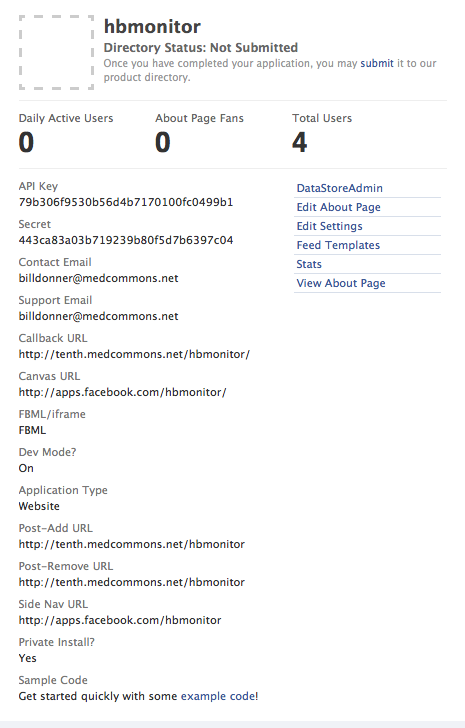 hbmonitor
Directory Status: Not Submitted
Once you have completed your application, you may submit it to our
product directory.
Daily Active Users About Page Fans Total Users
0 0 4
API Key
79b306f9530b56d4b7170100fc0499b1
Secret
443ca83a03b719239b80f5d7b6397c04
Contact Email
billdonner@medcommons.net
Support Email
billdonner@medcommons.net
Callback URL
http://tenth.medcommons.net/hbmonitor/
Canvas URL
http://apps.facebook.com/hbmonitor/
FBML/iframe
FBML
Dev Mode?
On
Application Type
Website
Post-Add URL
http://tenth.medcommons.net/hbmonitor
Post-Remove URL
http://tenth.medcommons.net/hbmonitor
Side Nav URL
http://apps.facebook.com/hbmonitor
Private Install?
Yes
Sample Code
Get started quickly with some example code!
DataStoreAdmin
Edit About Page
Edit Settings
Feed Templates
Stats
View About Page